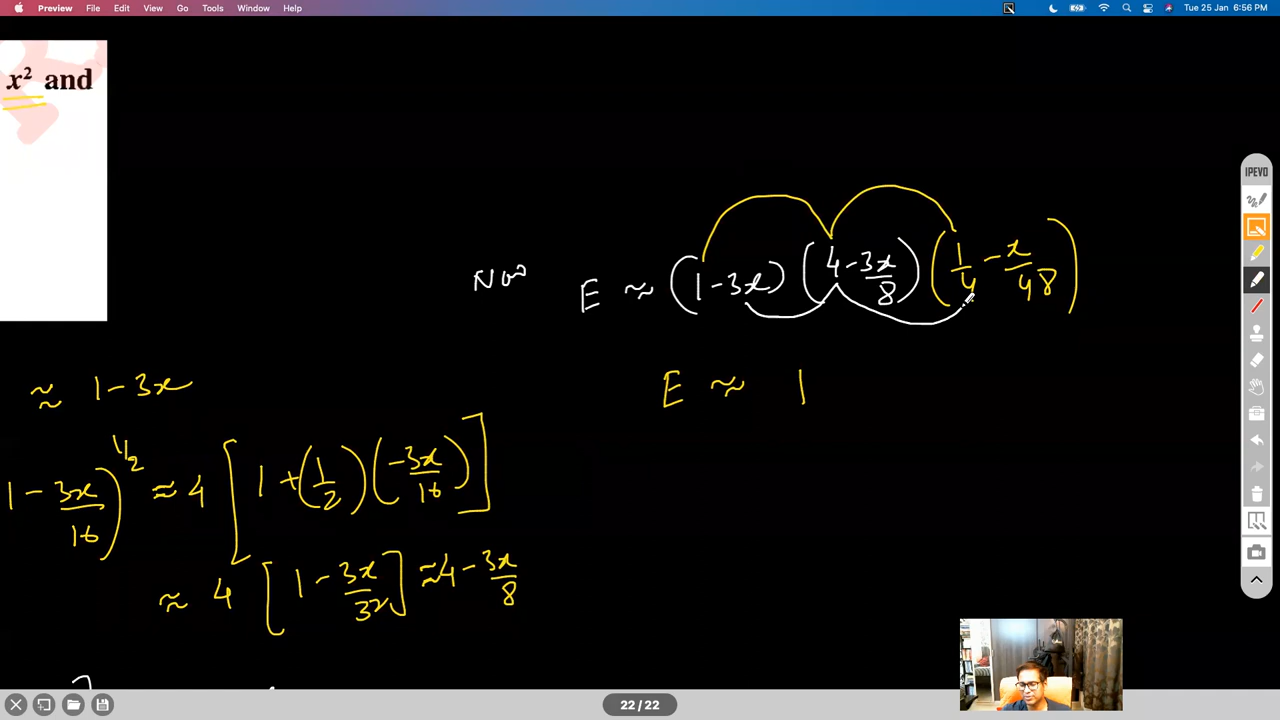 Preview File Edit View Go Tools Window Help Tue 25 Jan 6:56 PM
x² and
IPEVO
Now E ≈ (1-3x) (4-3x/8) (1/4 - x/48)
≈ 1-3x
E ≈ 1
1 - 3x/16)^1/2 ≈ 4 [1 + (1/2) (-3x/16)]
≈ 4 [1 - 3x/32] ≈ 4 - 3x/8
22 / 22